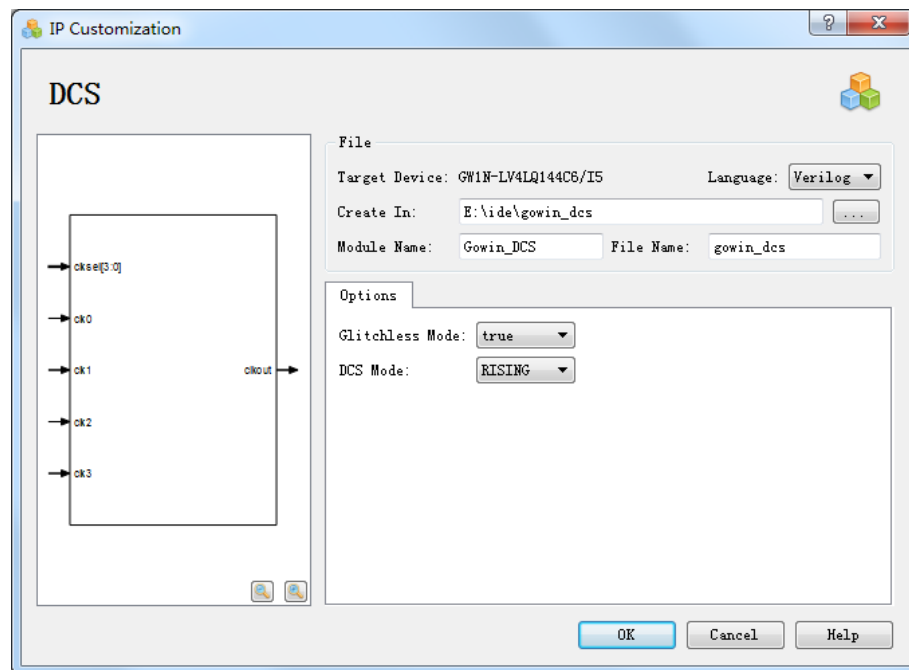 IP Customization
DCS
cksel[3:0]
ck0
ck1
clkout
ck2
ck3
File
Target Device: GW1N-LV4LQ144C6/I5 Language: Verilog
Create In: E:\ide\gowin_dcs ...
Module Name: Gowin_DCS File Name: gowin_dcs
Options
Glitchless Mode: true
DCS Mode: RISING
OK Cancel Help